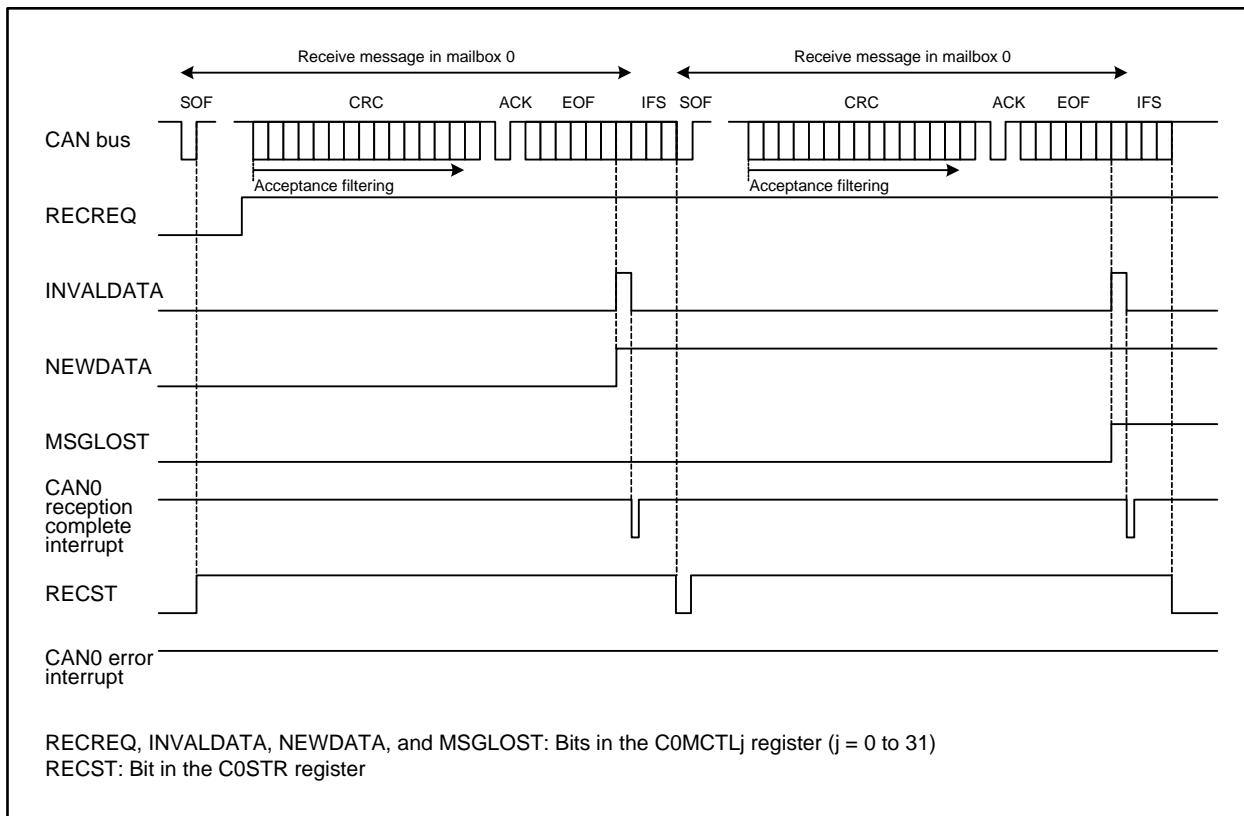 Receive message in mailbox 0 Receive message in mailbox 0
SOF CRC ACK EOF IFS SOF CRC ACK EOF IFS
CAN bus
Acceptance filtering Acceptance filtering
RECREQ
INVALDATA
NEWDATA
MSGLOST
CAN0
reception
complete
interrupt
RECST
CAN0 error
interrupt
RECREQ, INVALDATA, NEWDATA, and MSGLOST: Bits in the C0MCTLj register (j = 0 to 31)
RECST: Bit in the C0STR register